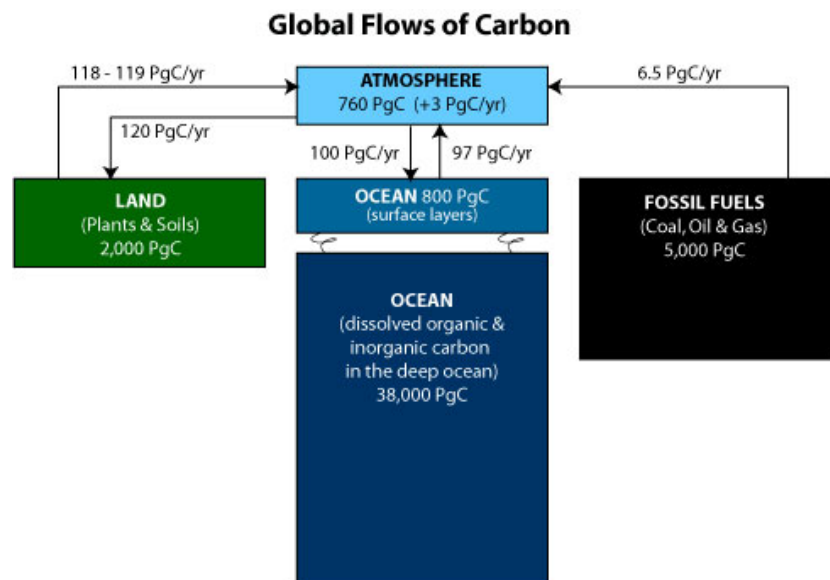 Global Flows of Carbon
118 - 119 PgC/yr
ATMOSPHERE
760 PgC (+3 PgC/yr)
6.5 PgC/yr
120 PgC/yr
100 PgC/yr
97 PgC/yr
LAND
(Plants & Soils)
2,000 PgC
OCEAN 800 PgC
(surface layers)
FOSSIL FUELS
(Coal, Oil & Gas)
5,000 PgC
OCEAN
(dissolved organic &
inorganic carbon
in the deep ocean)
38,000 PgC